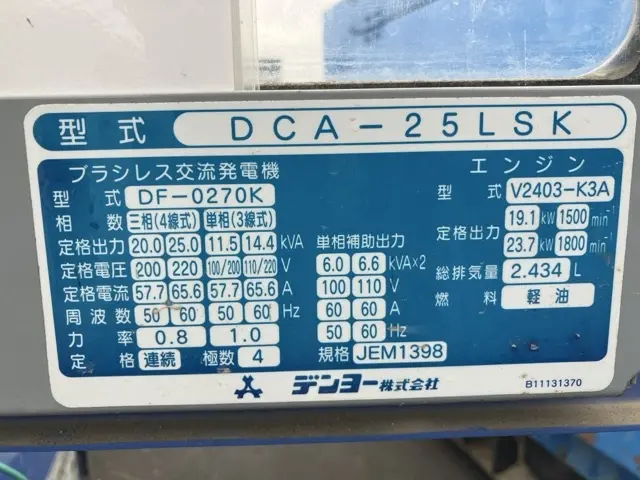 型式 DCA-25LSK
ブラシレス交流発電機
型式 DF-0270K
相数 三相(4線式) 単相(3線式)
定格出力 20.0 25.0 11.5 14.4 kVA
定格電圧 200 220 100/200 110/220 V
定格電流 57.7 65.6 57.7 65.6 A
周波数 50 60 50 60 Hz
力率 0.8 1.0
定格 連続 極数 4
単相補助出力
6.0 6.6 kVA×2
100 110 V
60 60 A
50 60 Hz
規格 JEM1398
エンジン
型式 V2403-K3A
定格出力 19.1 kW 1500 min⁻¹
23.7 kW 1800 min⁻¹
総排気量 2.434 L
燃料 軽油
デンヨー株式会社
B11131370